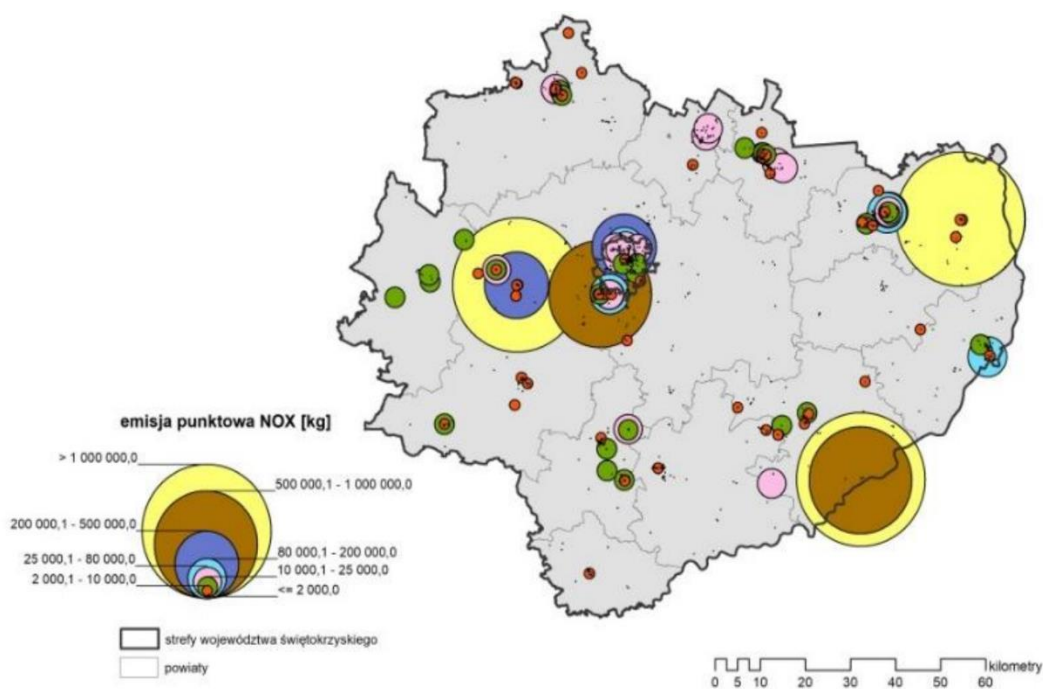 emisja punktowa NOX [kg]
> 1 000 000,0
500 000,1 - 1 000 000,0
200 000,1 - 500 000,0
80 000,1 - 200 000,0
25 000,1 - 80 000,0
10 000,1 - 25 000,0
2 000,1 - 10 000,0
<= 2 000,0
strefy województwa świętokrzyskiego
powiaty
kilometry
0 5 10 20 30 40 50 60